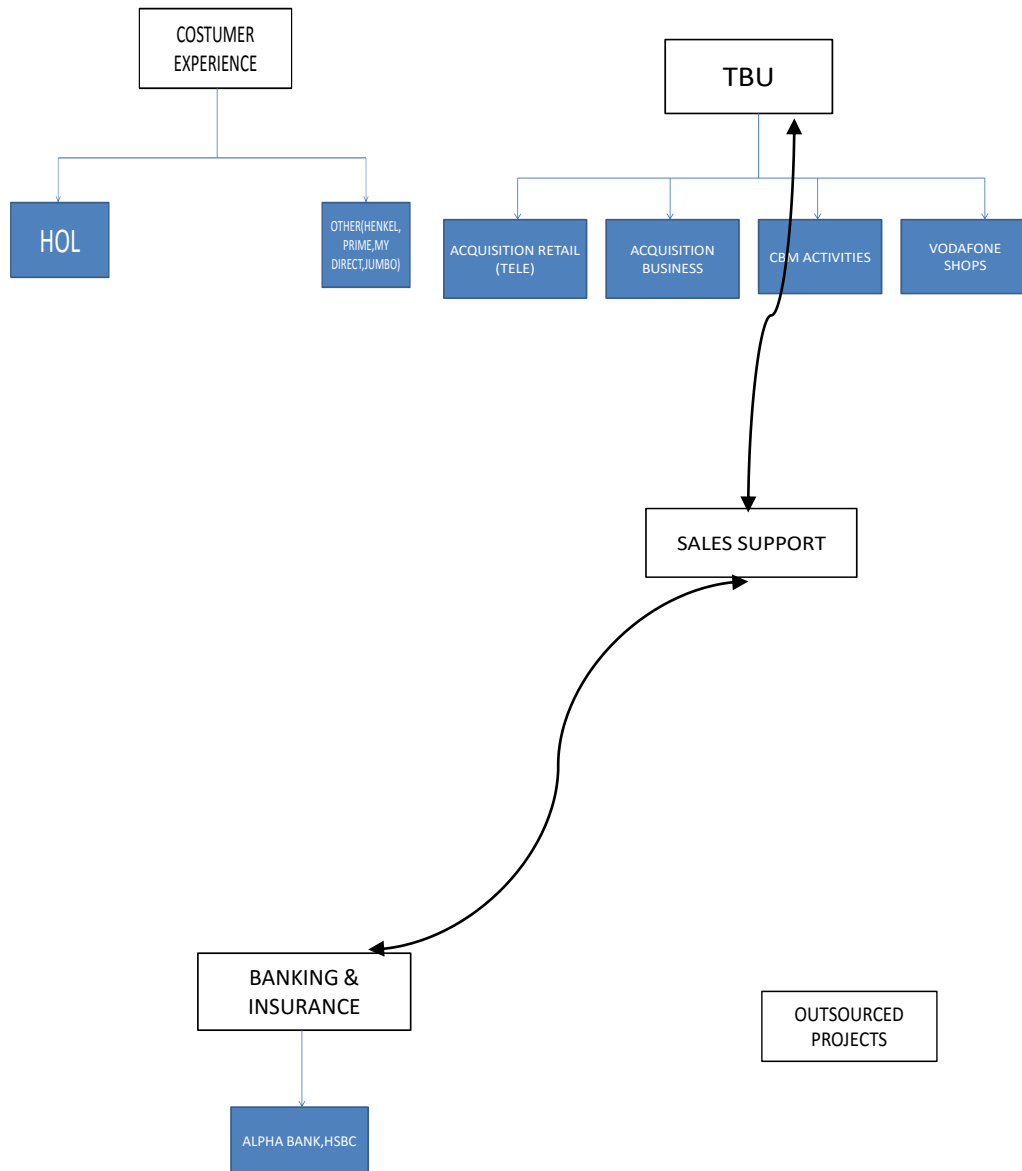 COSTUMER
EXPERIENCE
TBU
HOL
OTHER(HENKEL,
PRIME,MY
DIRECT,JUMBO)
ACQUISITION RETAIL
(TELE)
ACQUISITION
BUSINESS
CBM ACTIVITIES
VODAFONE
SHOPS
SALES SUPPORT
BANKING &
INSURANCE
OUTSOURCED
PROJECTS
ALPHA BANK,HSBC